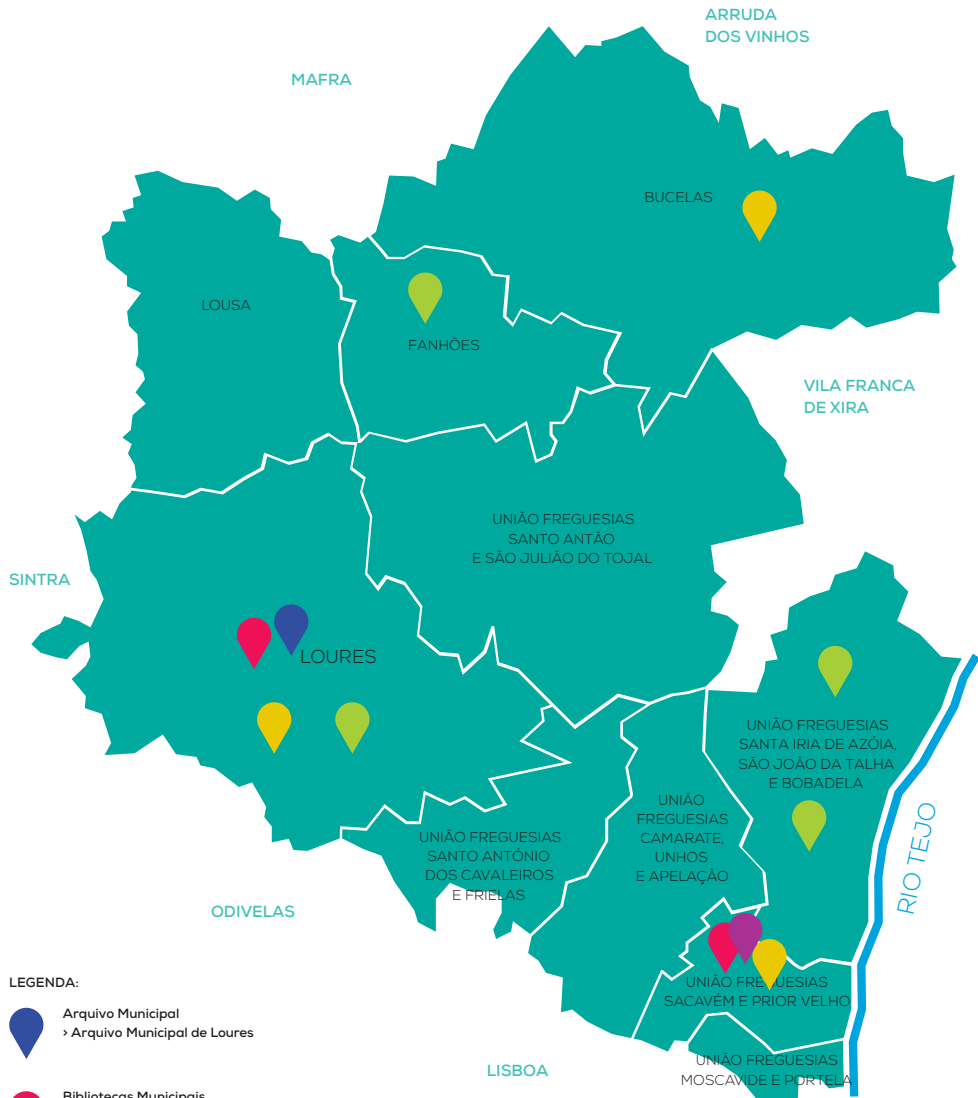 ARRUDA
DOS VINHOS
MAFRA
BUCELAS
LOUSA
FANHÕES
VILA FRANCA
DE XIRA
UNIÃO FREGUESIAS
SANTO ANTÃO
E SÃO JULIÃO DO TOJAL
SINTRA
LOURES
UNIÃO FREGUESIAS
SANTA IRIA DE AZÓIA,
SÃO JOÃO DA TALHA
E BOBADELA
UNIÃO
FREGUESIAS
CAMARATE,
UNHOS
E APELAÇÃO
UNIÃO FREGUESIAS
SANTO ANTÓNIO
DOS CAVALEIROS
E FRIELAS
RIO TEJO
ODIVELAS
UNIÃO FREGUESIAS
SACAVÉM E PRIOR VELHO
UNIÃO FREGUESIAS
MOSCAVIDE E PORTELA
LISBOA
LEGENDA:
Arquivo Municipal
› Arquivo Municipal de Loures
Bibliotecas Municipais